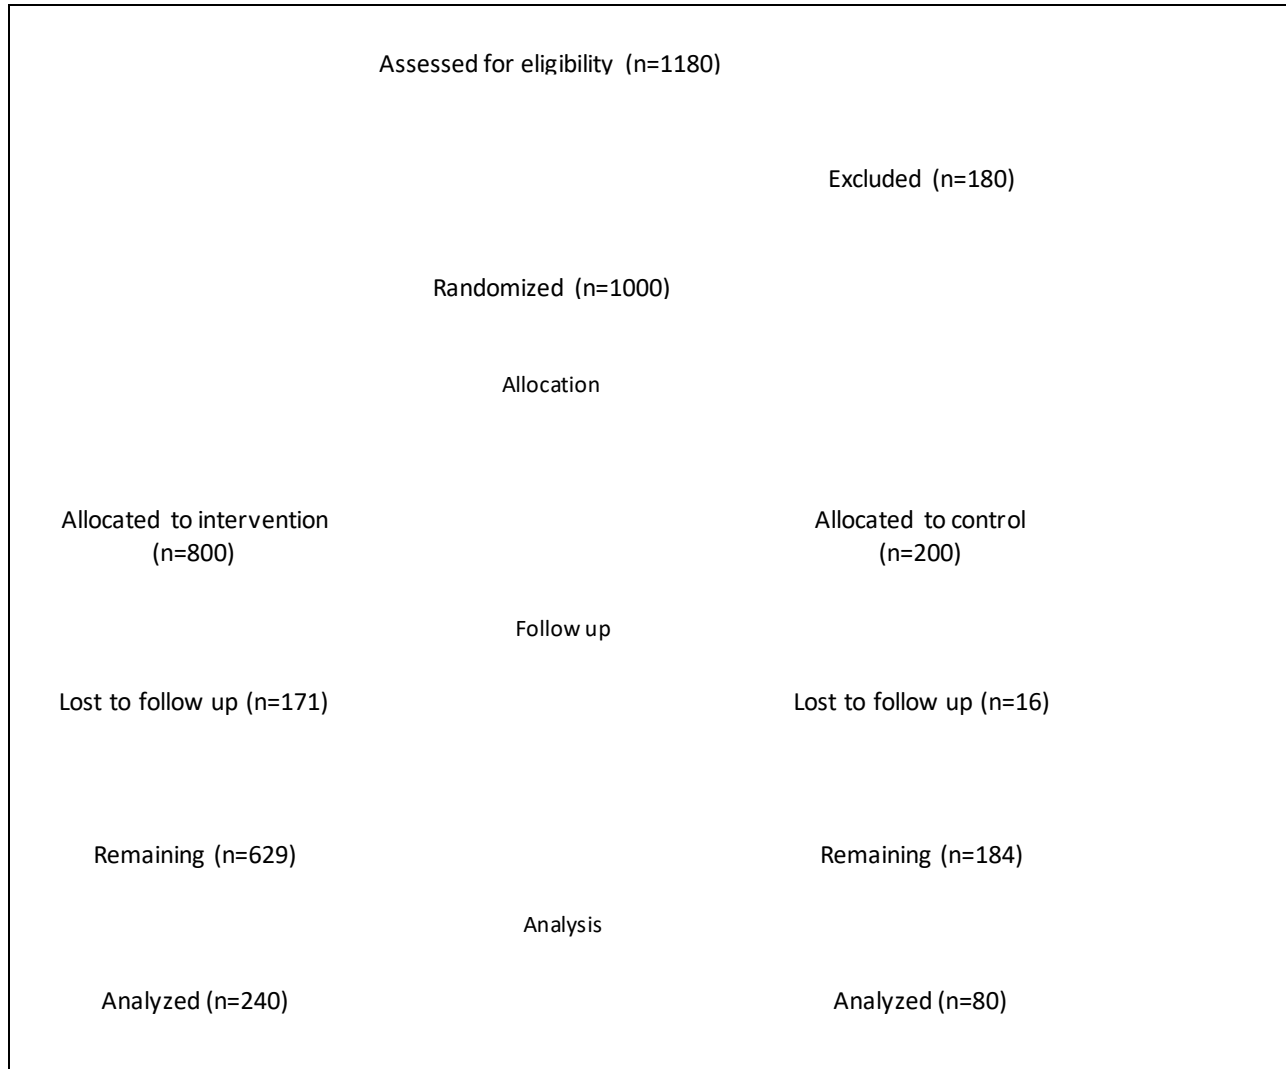 Assessed for eligibility (n=1180)
Excluded (n=180)
Randomized (n=1000)
Allocation
Allocated to intervention
(n=800)
Allocated to control
(n=200)
Follow up
Lost to follow up (n=171)
Lost to follow up (n=16)
Remaining (n=629)
Remaining (n=184)
Analysis
Analyzed (n=240)
Analyzed (n=80)